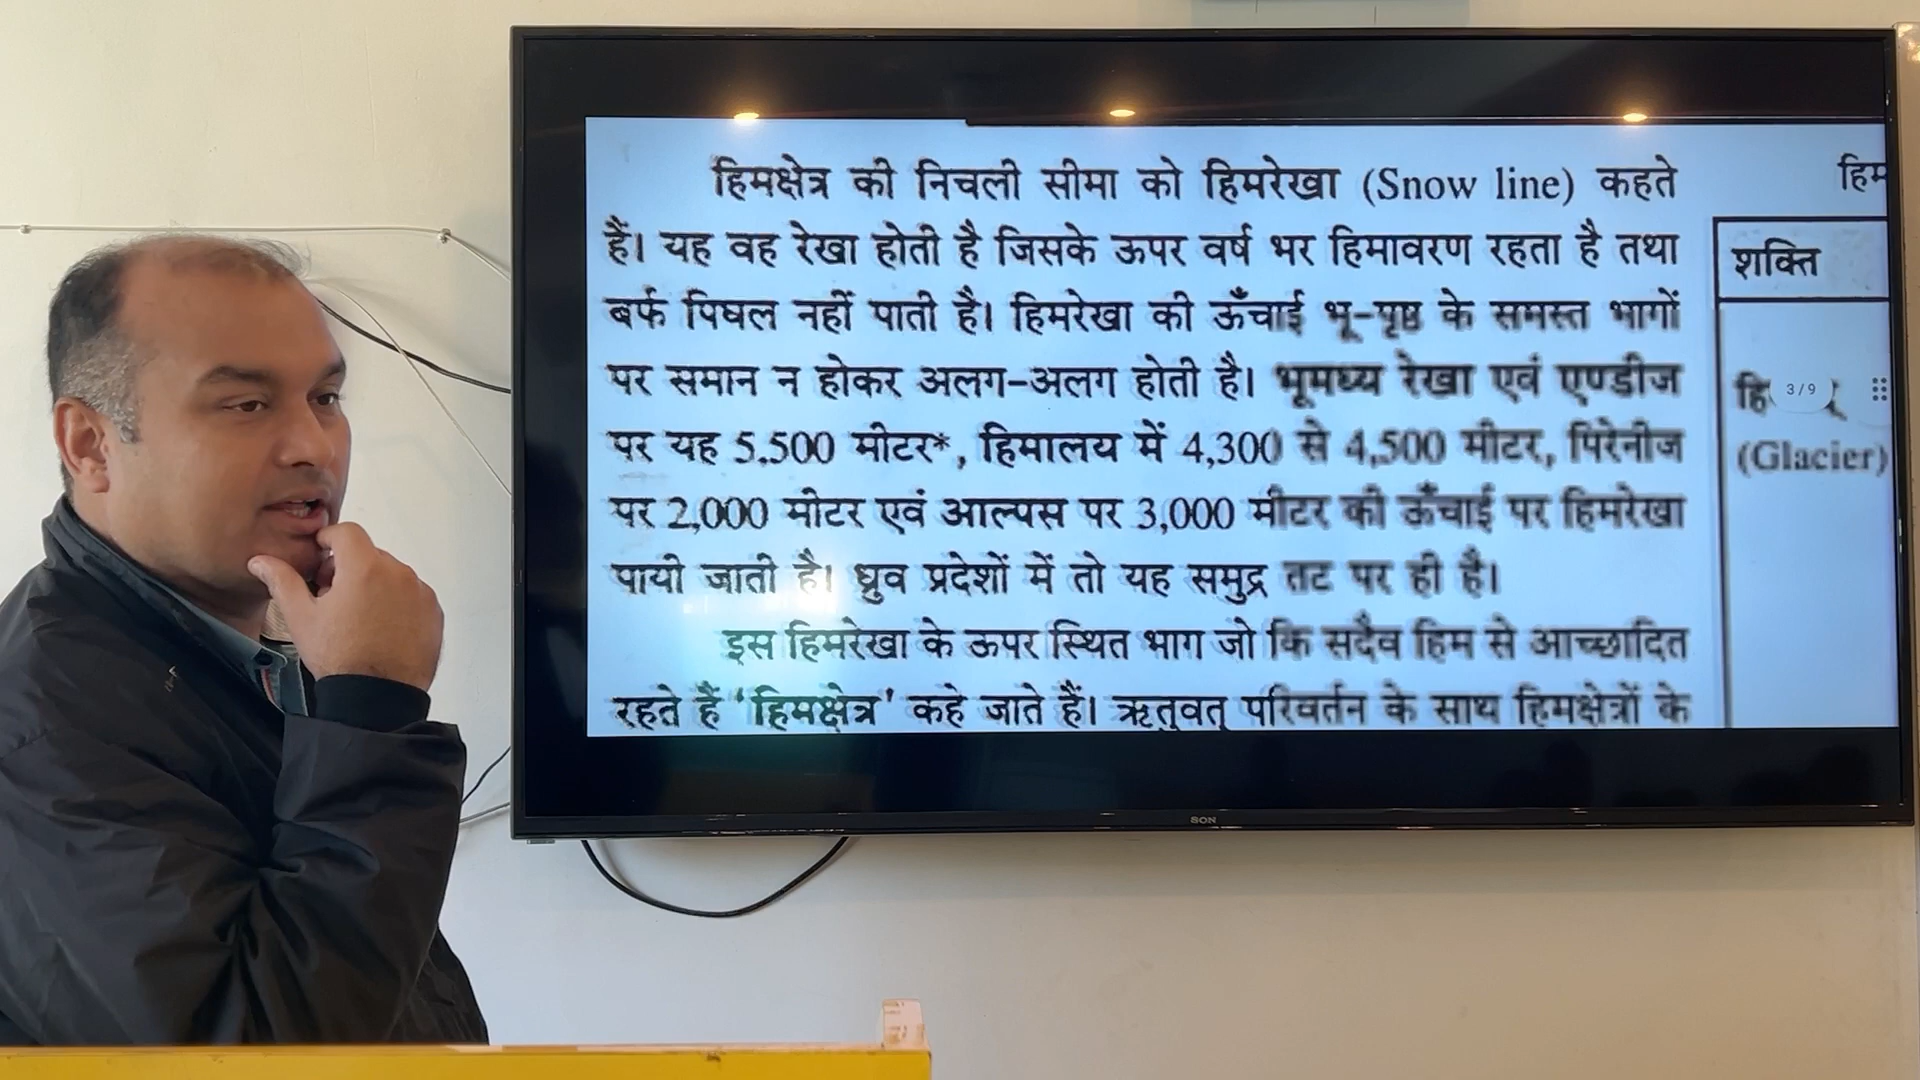 हिमक्षेत्र की निचली सीमा को हिमरेखा (Snow line) कहते
हैं। यह वह रेखा होती है जिसके ऊपर वर्ष भर हिमावरण रहता है तथा
बर्फ पिघल नहीं पाती है। हिमरेखा की ऊँचाई भू-पृष्ठ के समस्त भागों
पर समान न होकर अलग-अलग होती है। भूमध्य रेखा एवं एण्डीज
पर यह 5.500 मीटर*, हिमालय में 4,300 से 4,500 मीटर, पिरेनीज
पर 2,000 मीटर एवं आल्पस पर 3,000 मीटर की ऊँचाई पर हिमरेखा
पायी जाती है। ध्रुव प्रदेशों में तो यह समुद्र तट पर ही है।
इस हिमरेखा के ऊपर स्थित भाग जो कि सदैव हिम से आच्छादित
रहते हैं 'हिमक्षेत्र' कहे जाते हैं। ऋतुवत् परिवर्तन के साथ हिमक्षेत्रों के
हिम
शक्ति
3/9
(Glacier)
SON